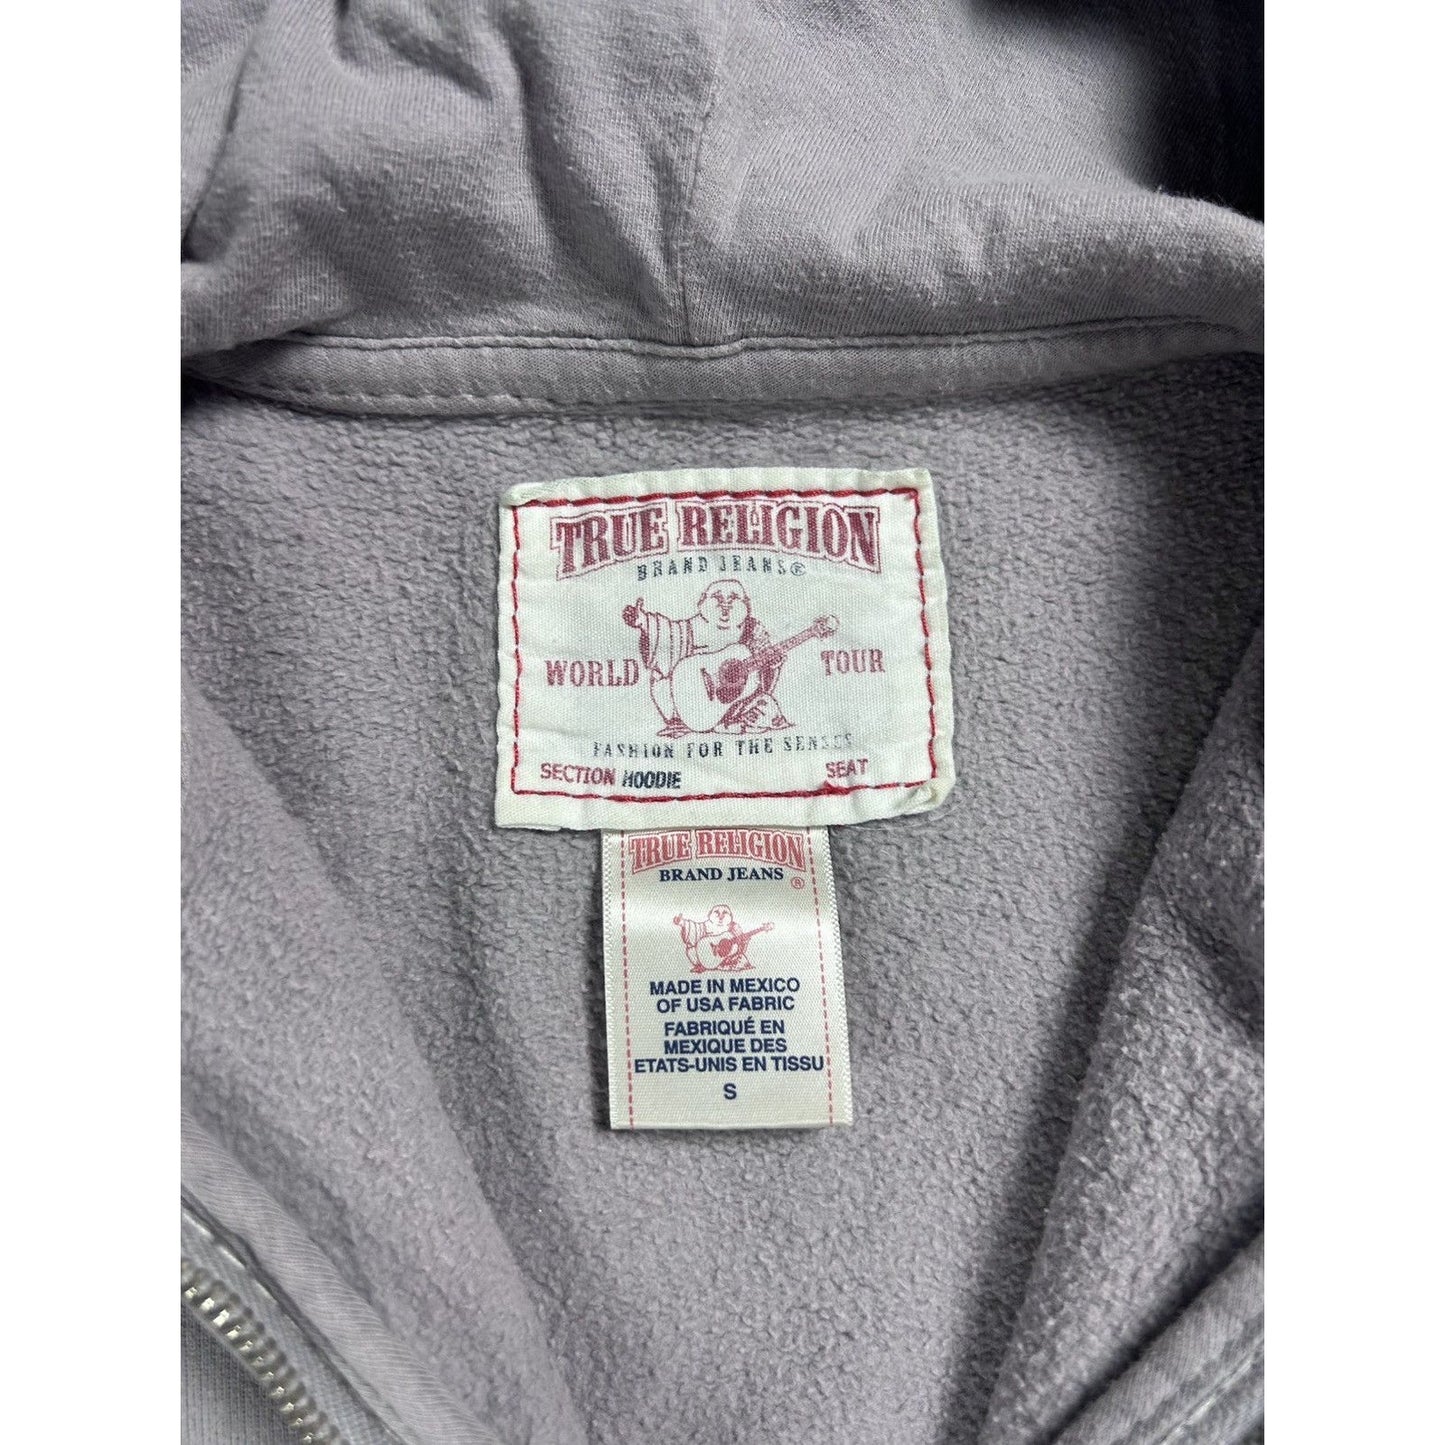 TRUE RELIGION
BRAND JEANS®
WORLD TOUR
FASHION FOR THE SENSES
SECTION HOODIE SEAT
TRUE RELIGION
BRAND JEANS ®
MADE IN MEXICO
OF USA FABRIC
FABRIQUÉ EN
MEXIQUE DES
ETATS-UNIS EN TISSU
S